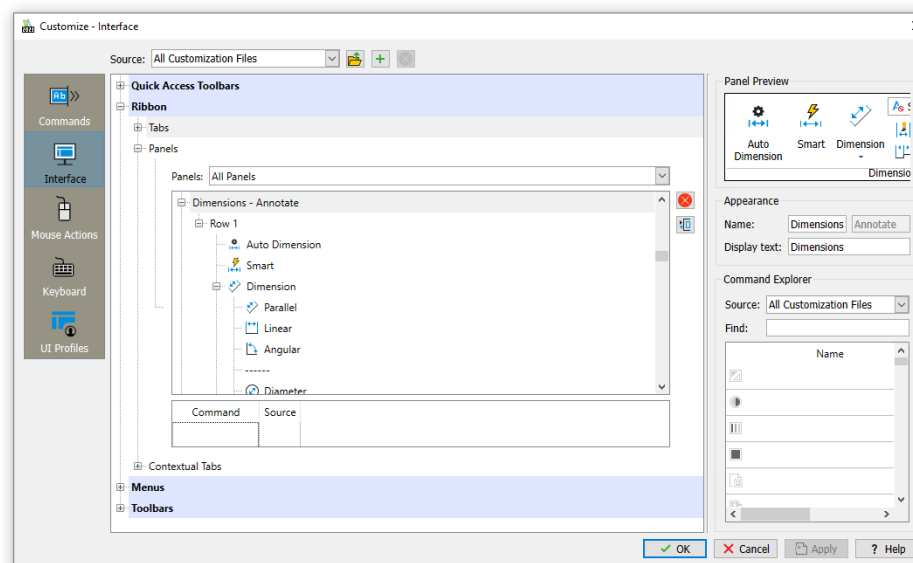 Customize - Interface
Source: All Customization Files
Commands
Interface
Mouse Actions
Keyboard
UI Profiles
Quick Access Toolbars
Ribbon
Tabs
Panels
Panels: All Panels
Dimensions - Annotate
Row 1
Auto Dimension
Smart
Dimension
Parallel
Linear
Angular
------
Diameter
Command Source
Contextual Tabs
Menus
Toolbars
Panel Preview
Auto Dimension
Smart
Dimension
Dimensio
Appearance
Name: Dimensions Annotate
Display text: Dimensions
Command Explorer
Source: All Customization Files
Find:
Name
OK
Cancel
Apply
? Help